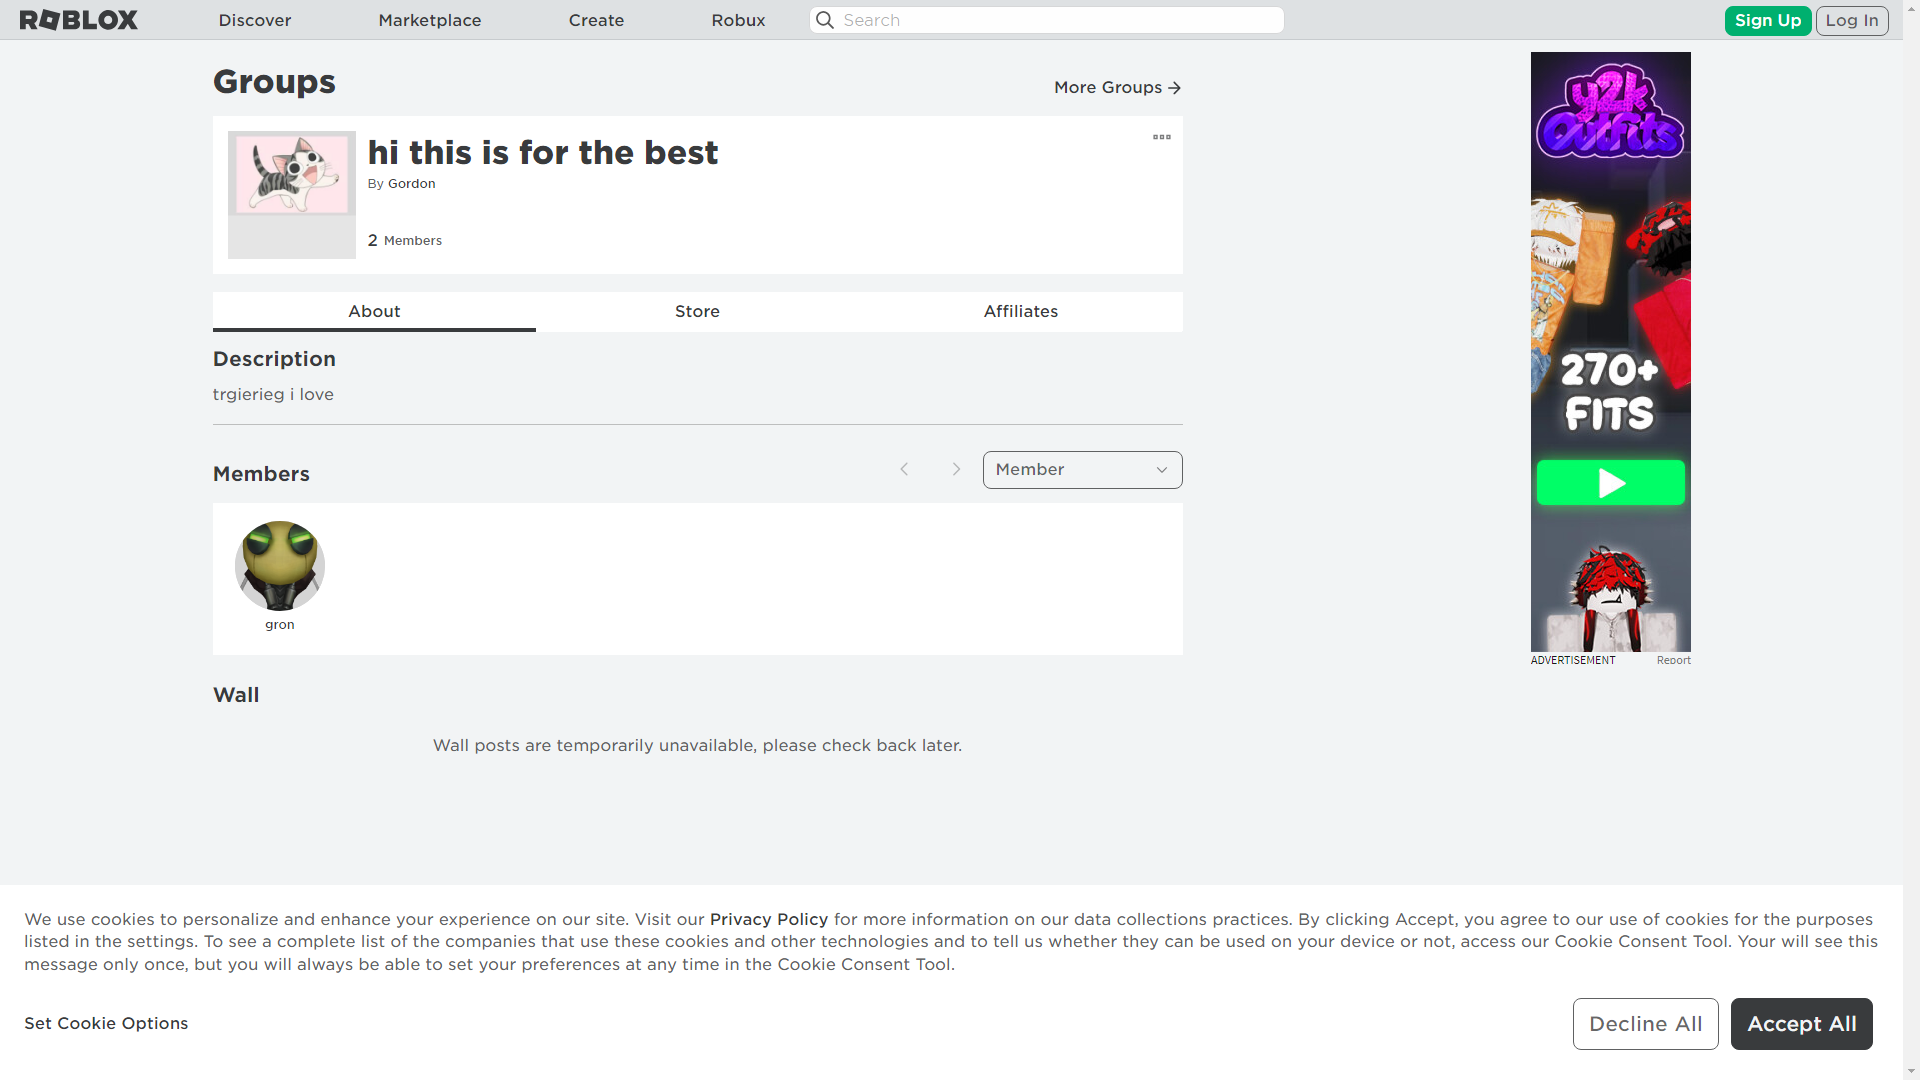 ROBLOX
Discover
Marketplace
Create
Robux
Search
Sign Up
Log In
Groups
More Groups
hi this is for the best
By Gordon
2 Members
About
Store
Affiliates
Description
trgierieg i love
Members
Member
gron
Wall
Wall posts are temporarily unavailable, please check back later.
y2k
Outfits
270+
FITS
ADVERTISEMENT
Report
We use cookies to personalize and enhance your experience on our site. Visit our Privacy Policy for more information on our data collections practices. By clicking Accept, you agree to our use of cookies for the purposes
listed in the settings. To see a complete list of the companies that use these cookies and other technologies and to tell us whether they can be used on your device or not, access our Cookie Consent Tool. Your will see this
message only once, but you will always be able to set your preferences at any time in the Cookie Consent Tool.
Set Cookie Options
Decline All
Accept All